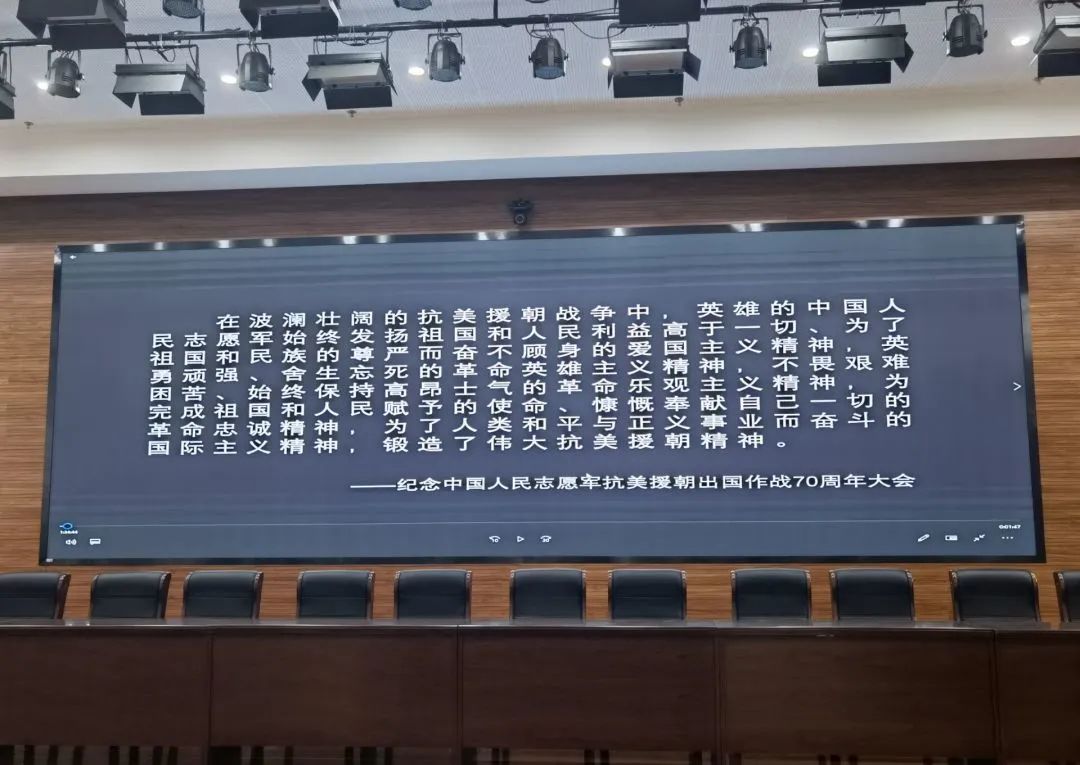 在波澜壮阔的抗美援朝战争中，英雄的中国人
民志愿军始终发扬祖国和人民利益高于一切、为了
祖国和民族的尊严而奋不顾身的爱国主义精神，英
勇顽强、舍生忘死的革命英雄主义精神，不畏艰难
困苦、始终保持高昂士气的革命乐观主义精神，为
完成祖国和人民赋予的使命、慷慨奉献自己一切的
革命忠诚精神，为了人类和平与正义事业而奋斗的
国际主义精神，锻造了伟大抗美援朝精神。
——纪念中国人民志愿军抗美援朝出国作战70周年大会
0:01:47